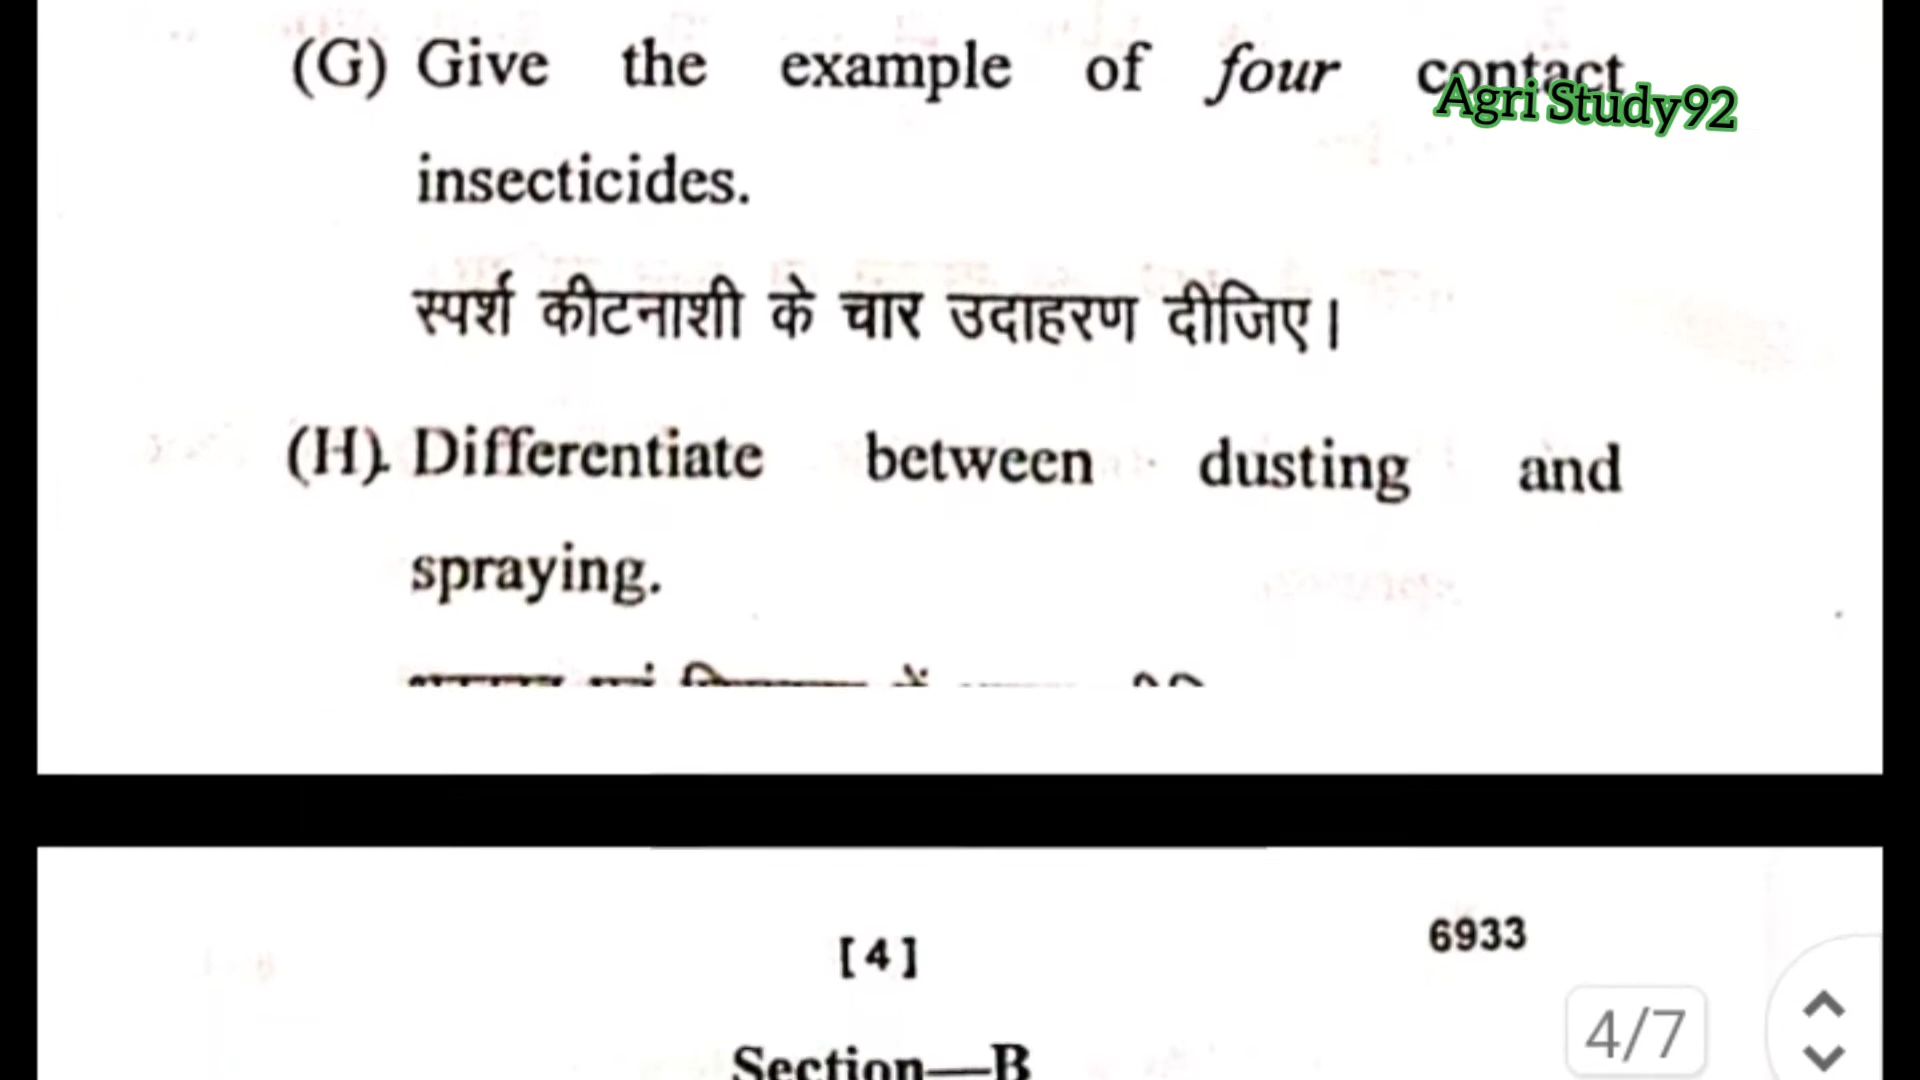 (G) Give the example of four contact
Agri Study92
insecticides.
स्पर्श कीटनाशी के चार उदाहरण दीजिए।
(H). Differentiate between dusting and
spraying.
[4]
6933
4/7
Section—B